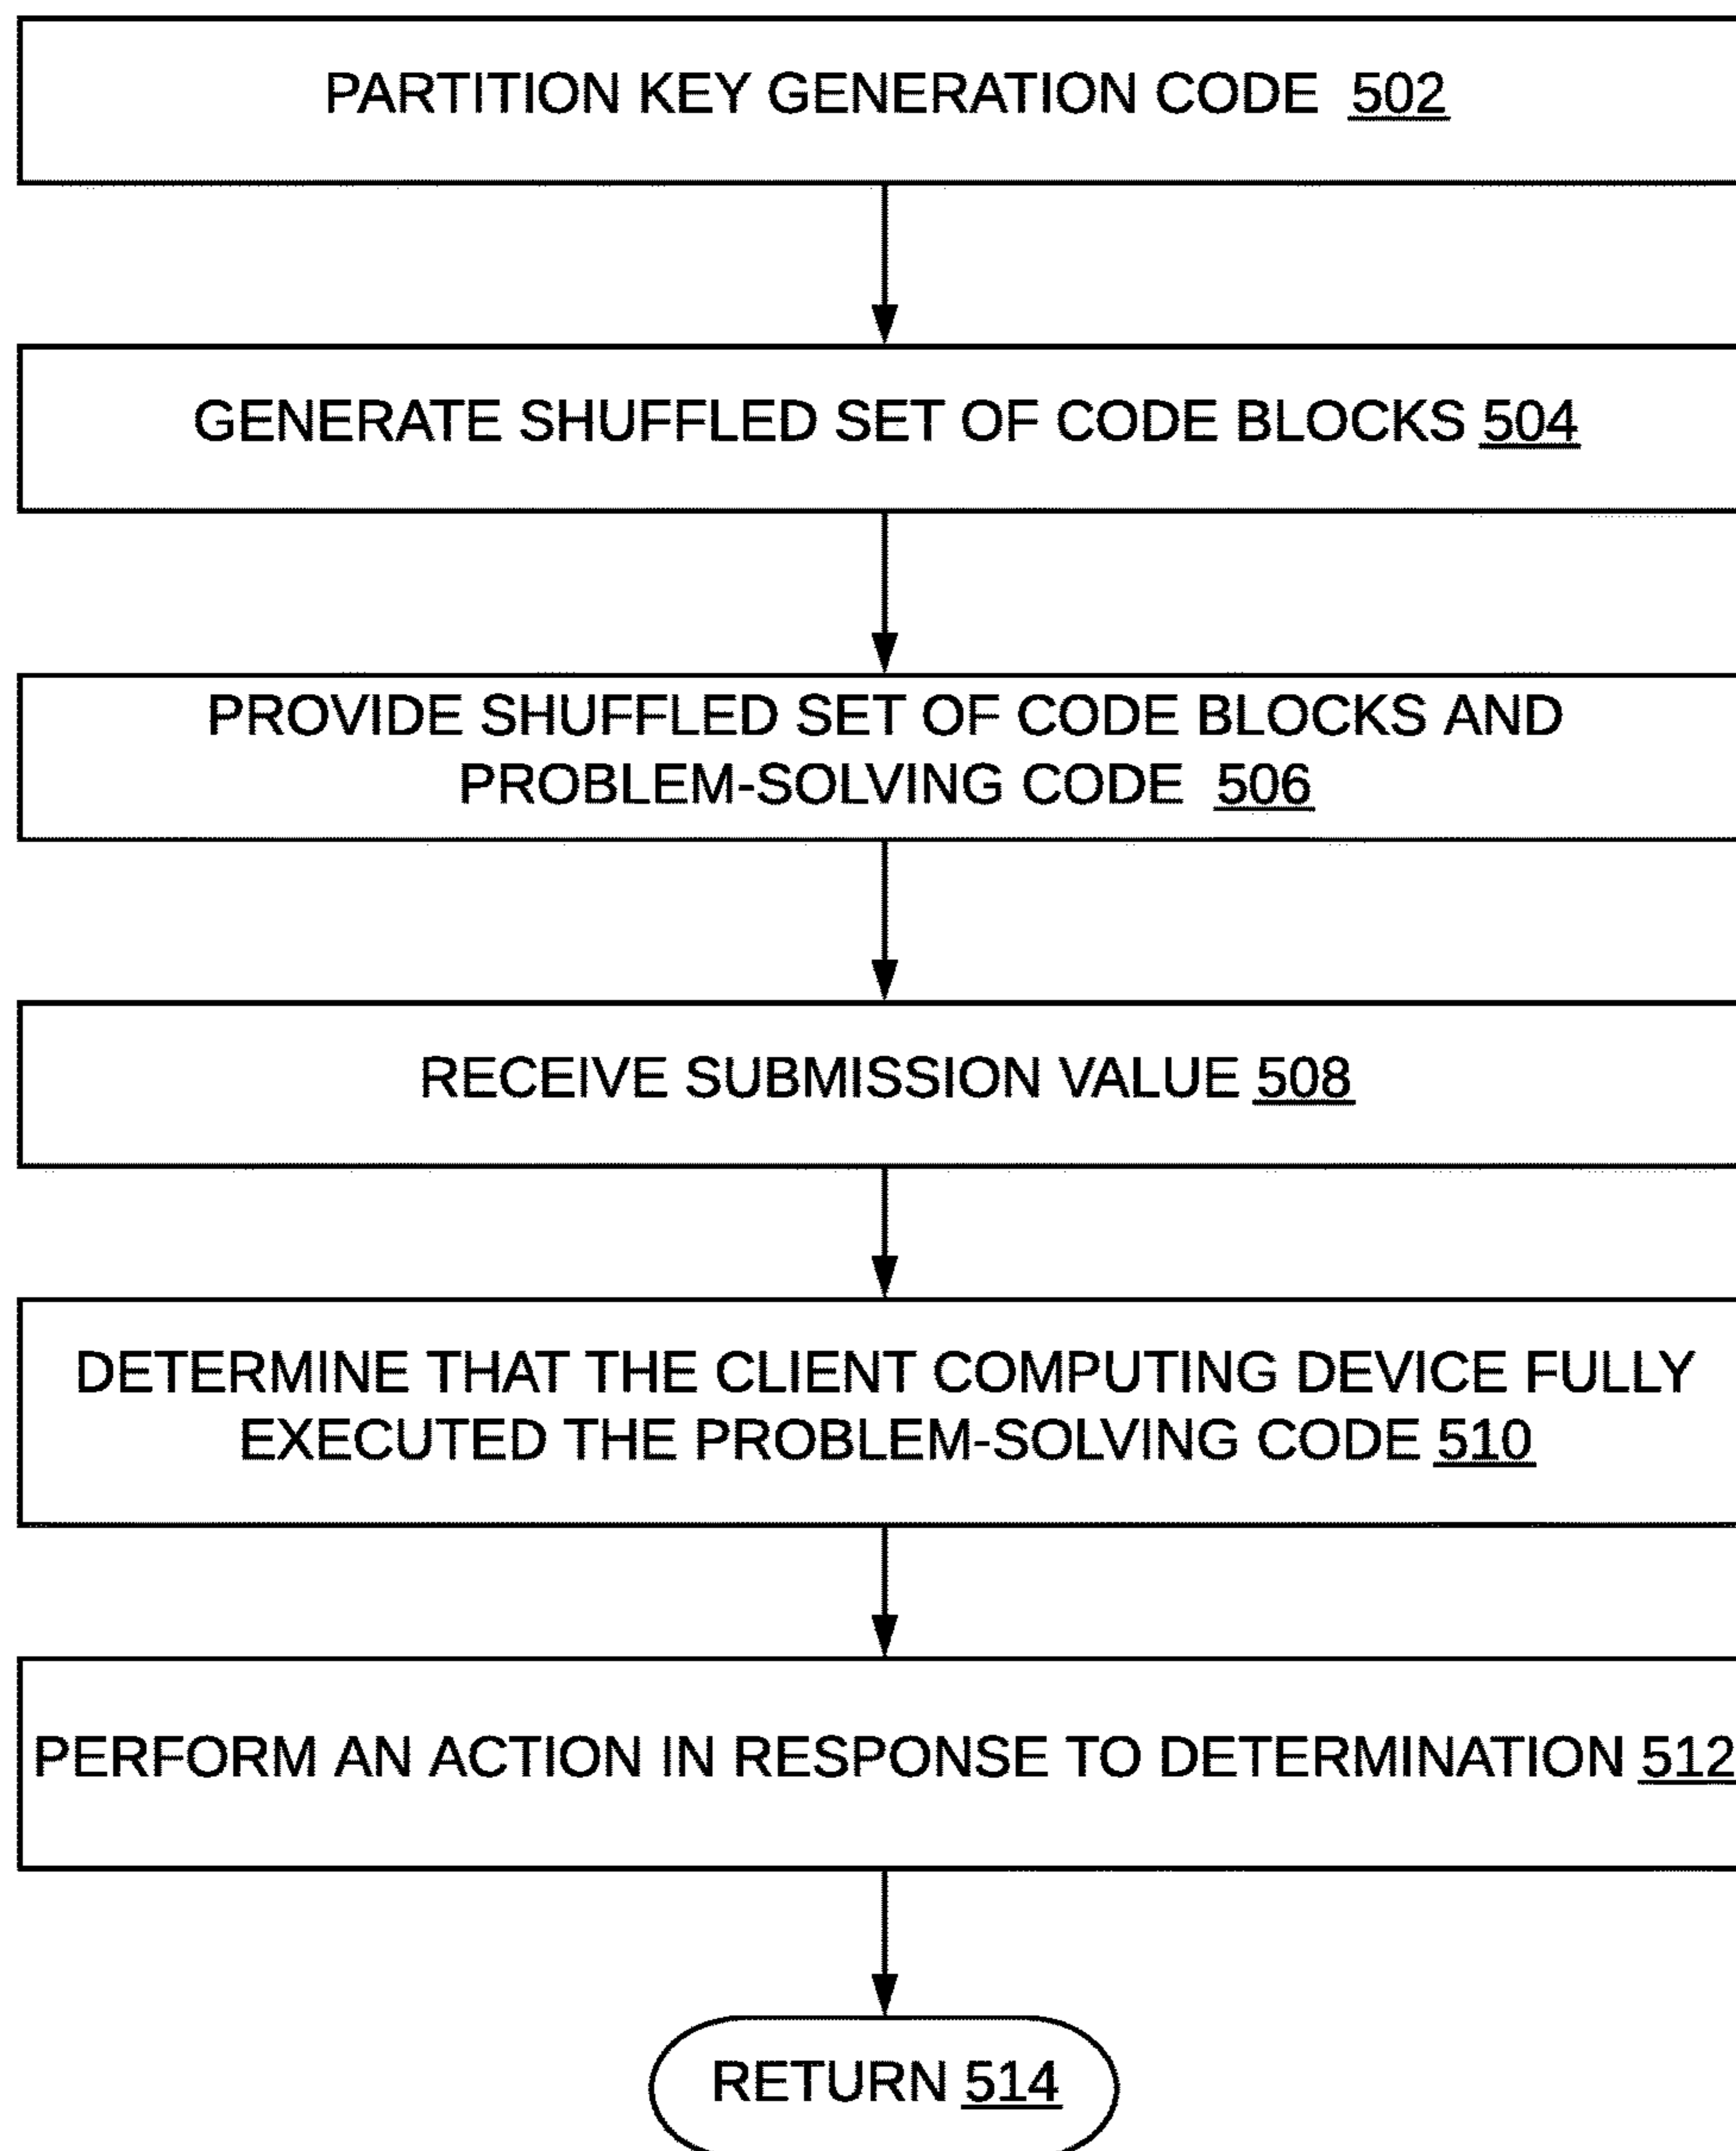 PARTITION KEY GENERATION CODE 502
GENERATE SHUFFLED SET OF CODE BLOCKS 504
PROVIDE SHUFFLED SET OF CODE BLOCKS AND
PROBLEM-SOLVING CODE 506
RECEIVE SUBMISSION VALUE 508
DETERMINE THAT THE CLIENT COMPUTING DEVICE FULLY
EXECUTED THE PROBLEM-SOLVING CODE 510
PERFORM AN ACTION IN RESPONSE TO DETERMINATION 512
RETURN 514